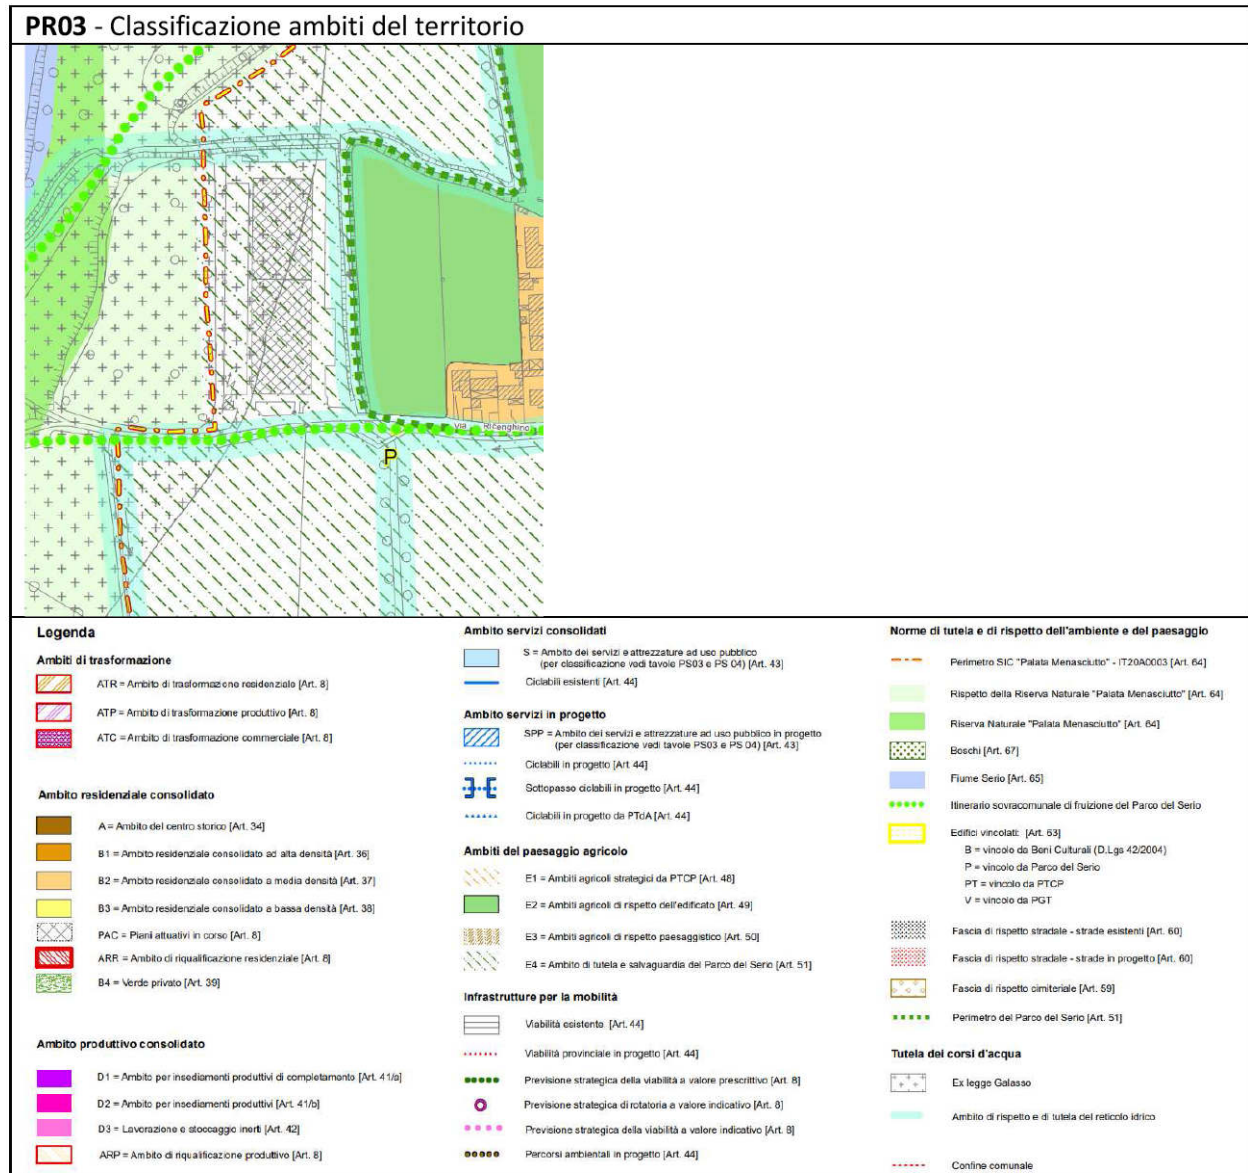 PR03 - Classificazione ambiti del territorio
Via Ricenghino
P
Legenda
Ambiti di trasformazione
ATR = Ambito di trasformazione residenziale [Art. 8]
ATP = Ambito di trasformazione produttivo [Art. 8]
ATC = Ambito di trasformazione commerciale [Art. 8]
Ambito residenziale consolidato
A = Ambito del centro storico [Art. 34]
B1 = Ambito residenziale consolidato ad alta densità [Art. 36]
B2 = Ambito residenziale consolidato a media densità [Art. 37]
B3 = Ambito residenziale consolidato a bassa densità [Art. 38]
PAC = Piani attuativi in corso [Art. 8]
ARR = Ambito di riqualificazione residenziale [Art. 8]
B4 = Verde privato [Art. 39]
Ambito produttivo consolidato
D1 = Ambito per insediamenti produttivi di completamento [Art. 41/a]
D2 = Ambito per insediamenti produttivi [Art. 41/b]
D3 = Lavorazione e stoccaggio inerti [Art. 42]
ARP = Ambito di riqualificazione produttivo [Art. 8]
Ambito servizi consolidati
S = Ambito dei servizi e attrezzature ad uso pubblico
(per classificazione vedi tavole PS03 e PS 04) [Art. 43]
Ciclabili esistenti [Art. 44]
Ambito servizi in progetto
SPP = Ambito dei servizi e attrezzature ad uso pubblico in progetto
(per classificazione vedi tavole PS03 e PS 04) [Art. 43]
Ciclabili in progetto [Art. 44]
Sottopasso ciclabili in progetto [Art. 44]
Ciclabili in progetto da PTdA [Art. 44]
Ambiti del paesaggio agricolo
E1 = Ambiti agricoli strategici da PTCP [Art. 48]
E2 = Ambiti agricoli di rispetto dell'edificato [Art. 49]
E3 = Ambiti agricoli di rispetto paesaggistico [Art. 50]
E4 = Ambito di tutela e salvaguardia del Parco del Serio [Art. 51]
Infrastrutture per la mobilità
Viabilità esistente [Art. 44]
Viabilità provinciale in progetto [Art. 44]
Previsione strategica della viabilità a valore prescrittivo [Art. 8]
Previsione strategica di rotatoria a valore indicativo [Art. 8]
Previsione strategica della viabilità a valore indicativo [Art. 8]
Percorsi ambientali in progetto [Art. 44]
Norme di tutela e di rispetto dell'ambiente e del paesaggio
Perimetro SIC "Palata Menasciutto" - IT20A0003 [Art. 64]
Rispetto della Riserva Naturale "Palata Menasciutto" [Art. 64]
Riserva Naturale "Palata Menasciutto" [Art. 64]
Boschi [Art. 67]
Fiume Serio [Art. 65]
Itinerario sovracomunale di fruizione del Parco del Serio
Edifici vincolati: [Art. 63]
B = vincolo da Beni Culturali (D.Lgs 42/2004)
P = vincolo da Parco del Serio
PT = vincolo da PTCP
V = vincolo da PGT
Fascia di rispetto stradale - strade esistenti [Art. 60]
Fascia di rispetto stradale - strade in progetto [Art. 60]
Fascia di rispetto cimiteriale [Art. 59]
Perimetro del Parco del Serio [Art. 51]
Tutela dei corsi d'acqua
Ex legge Galasso
Ambito di rispetto e di tutela del reticolo idrico
Confine comunale